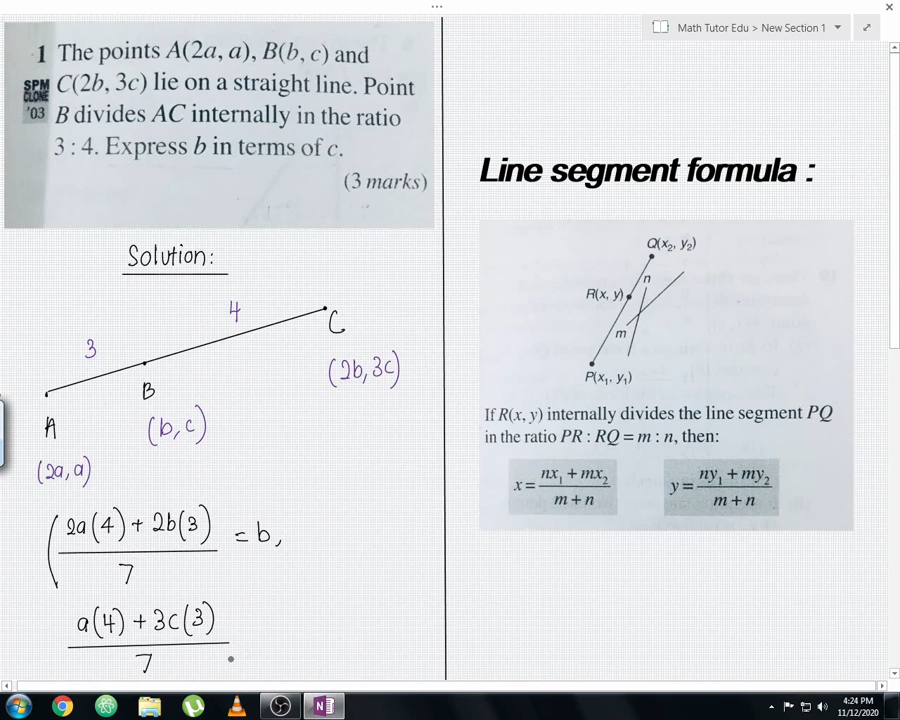 Math Tutor Edu > New Section 1
1 The points A(2a, a), B(b, c) and
SPM CLONE '03
C(2b, 3c) lie on a straight line. Point
B divides AC internally in the ratio
3 : 4. Express b in terms of c.
(3 marks)
Solution:
3
4
A
B
C
(2a, a)
(b, c)
(2b, 3c)
(2a(4) + 2b(3)
7
= b,
a(4) + 3c(3)
7
Line segment formula :
Q(x₂, y₂)
n
R(x, y)
m
P(x₁, y₁)
If R(x, y) internally divides the line segment PQ
in the ratio PR : RQ = m : n, then:
x = nx₁ + mx₂
m + n
y = ny₁ + my₂
m + n
4:24 PM
11/12/2020